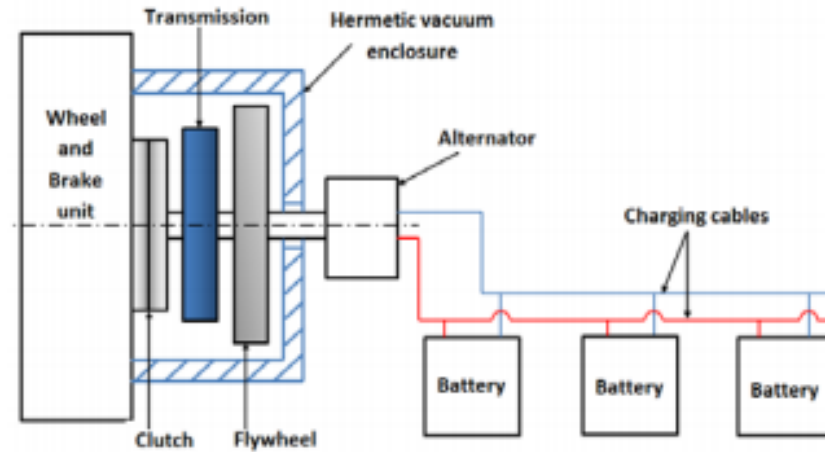 Transmission
Hermetic vacuum
enclosure
Wheel
and
Brake
unit
Alternator
Charging cables
Battery
Battery
Battery
Clutch
Flywheel